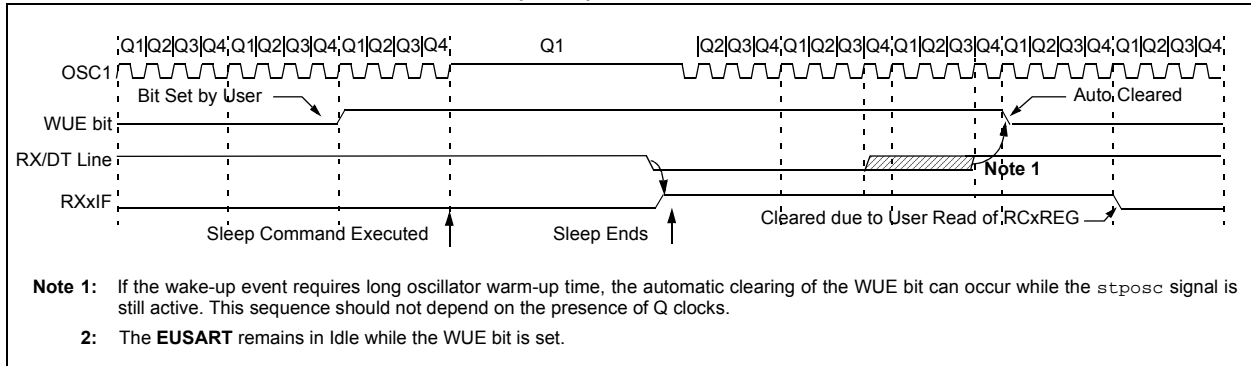 Q1|Q2|Q3|Q4|Q1|Q2|Q3|Q4|Q1|Q2|Q3|Q4 Q1 Q2|Q3|Q4|Q1|Q2|Q3|Q4|Q1|Q2|Q3|Q4|Q1|Q2|Q3|Q4|Q1|Q2|Q3|Q4
OSC1
Bit Set by User Auto Cleared
WUE bit
RX/DT Line
Note 1
RXxIF
Cleared due to User Read of RCxREG
Sleep Command Executed Sleep Ends
Note 1: If the wake-up event requires long oscillator warm-up time, the automatic clearing of the WUE bit can occur while the stposc signal is
still active. This sequence should not depend on the presence of Q clocks.
2: The EUSART remains in Idle while the WUE bit is set.